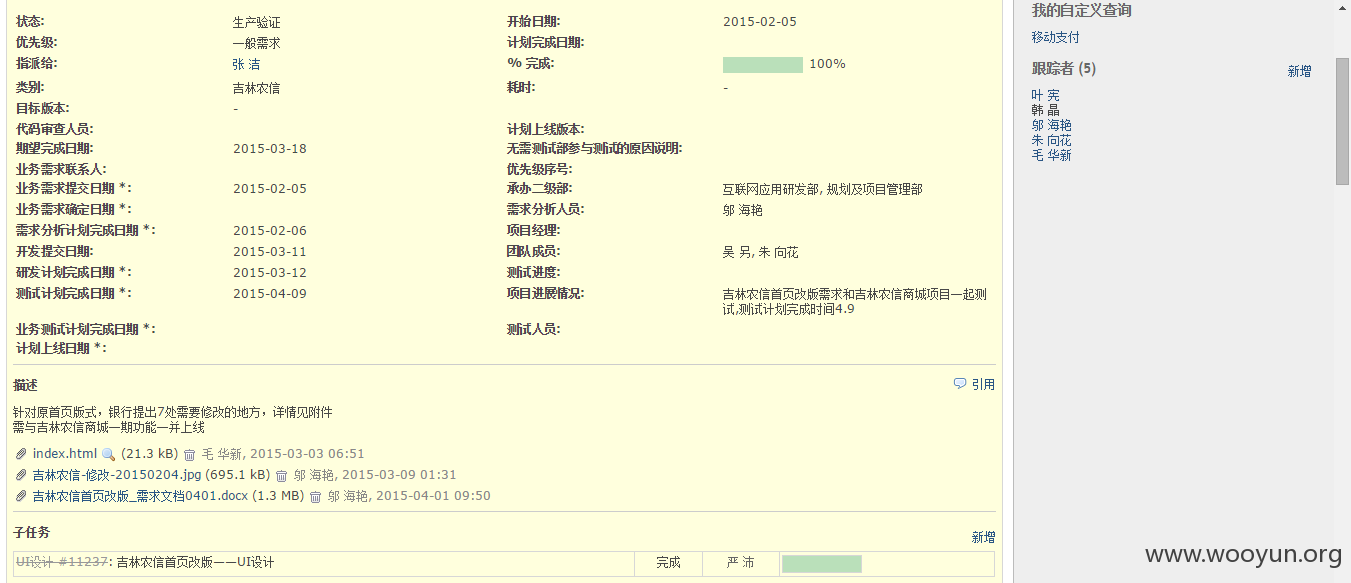 状态: 生产验证 开始日期: 2015-02-05
优先级: 一般需求 计划完成日期:
指派给: 张 洁 % 完成: 100%
类别: 吉林农信 耗时: -
目标版本: -
代码审查人员: 计划上线版本:
期望完成日期: 2015-03-18 无需测试部参与测试的原因说明:
业务需求联系人: 优先级序号:
业务需求提交日期 *: 2015-02-05 承办二级部: 互联网应用研发部, 规划及项目管理部
业务需求确定日期 *: 需求分析人员: 邬 海艳
需求分析计划完成日期 *: 2015-02-06 项目经理:
开发提交日期: 2015-03-11 团队成员: 吴 另, 朱 向花
研发计划完成日期 *: 2015-03-12 测试进度:
测试计划完成日期 *: 2015-04-09 项目进展情况: 吉林农信首页改版需求和吉林农信商城项目一起测
试,测试计划完成时间4.9
业务测试计划完成日期 *: 测试人员:
计划上线日期 *:
描述 引用
针对原首页版式，银行提出7处需要修改的地方，详情见附件
需与吉林农信商城一期功能一并上线
index.html (21.3 kB) 毛 华新, 2015-03-03 06:51
吉林农信-修改-20150204.jpg (695.1 kB) 邬 海艳, 2015-03-09 01:31
吉林农信首页改版_需求文档0401.docx (1.3 MB) 邬 海艳, 2015-04-01 09:50
子任务 新增
UI设计 #11237: 吉林农信首页改版——UI设计 完成 严 沛
我的自定义查询
移动支付
跟踪者 (5) 新增
叶 宪
韩 晶
邬 海艳
朱 向花
毛 华新
www.wooyun.org